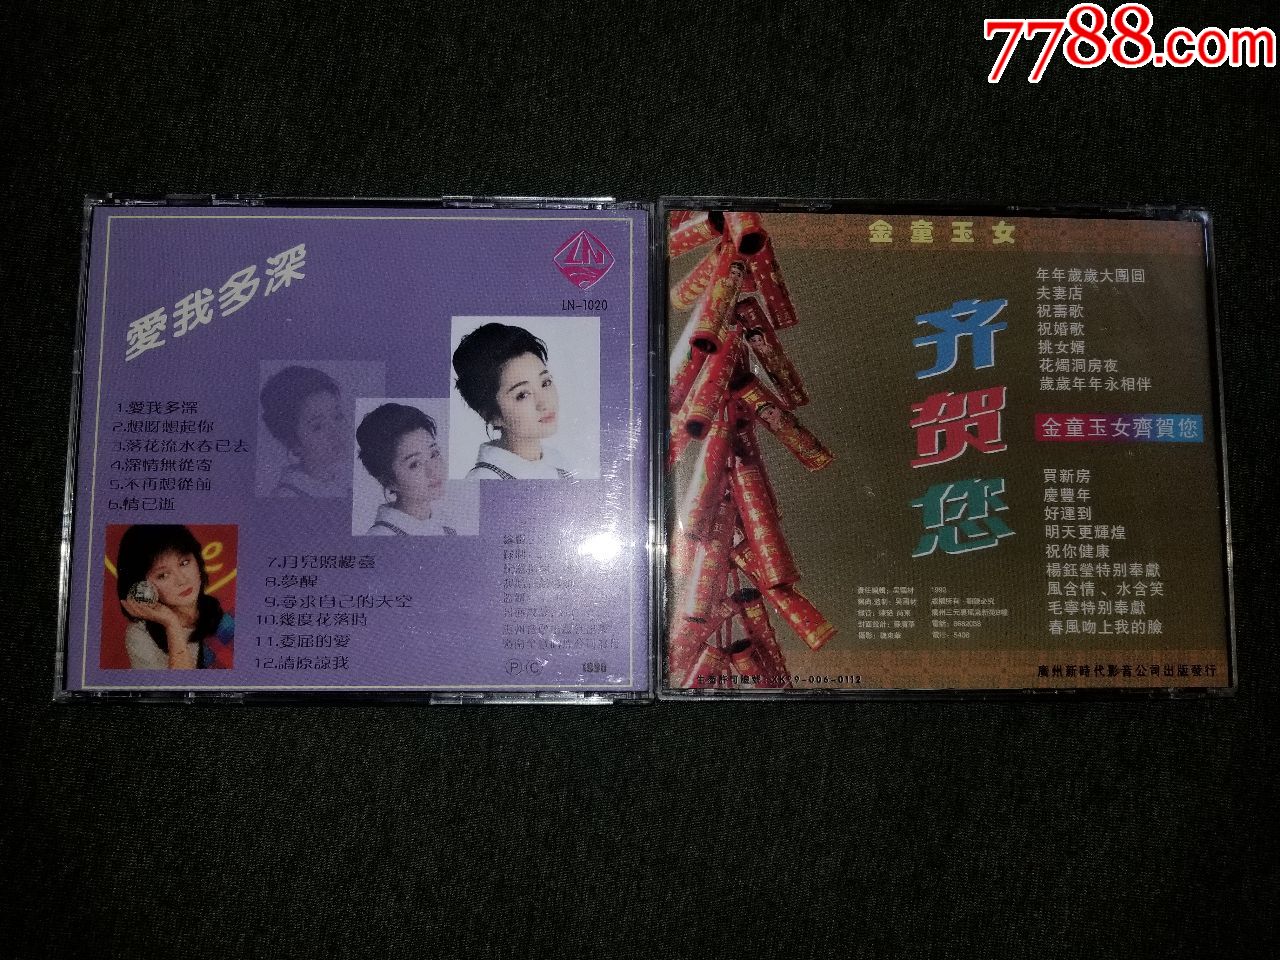 7788.com
愛我多深
LN
LN-1020
1.愛我多深
2.想呀想起你
3.落花流水春已去
4.深情無從寄
5.不再想從前
6.情已逝
7.月兒照樓臺
8.夢醒
9.尋求自己的天空
10.幾度花落時
11.委屈的愛
12.請原諒我
(P)(C)
金童玉女
齐贺您
年年歲歲大團圓
夫妻店
祝壽歌
祝婚歌
挑女婿
花燭洞房夜
歲歲年年永相伴
金童玉女齊賀您
買新房
慶豐年
好運到
明天更輝煌
祝你健康
楊鈺瑩特别奉獻
風含情、水含笑
毛寧特别奉獻
春風吻上我的臉
廣州新時代影音公司出版發行